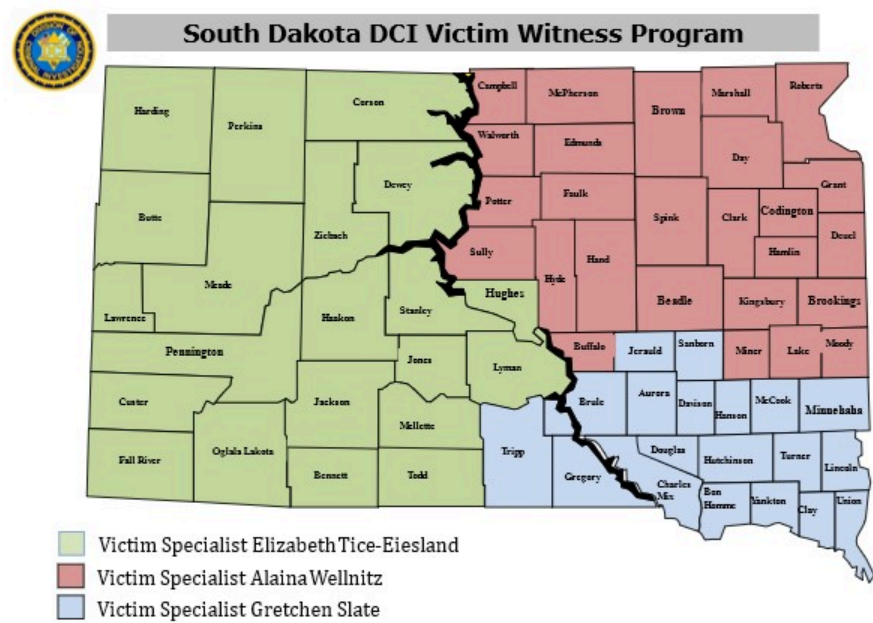 South Dakota DCI Victim Witness Program
Harding
Perkins
Corson
Campbell
McPherson
Brown
Marshall
Roberts
Walworth
Edmunds
Day
Dewey
Grant
Butte
Ziebach
Potter
Faulk
Spink
Clark
Codington
Deuel
Hamlin
Meade
Sully
Hyde
Hand
Lawrence
Haakon
Stanley
Hughes
Beadle
Kingsbury
Brookings
Pennington
Jones
Lyman
Buffalo
Jerauld
Sanborn
Miner
Lake
Moody
Custer
Jackson
Mellette
Brule
Aurora
Davison
Hanson
McCook
Minnehaha
Fall River
Oglala Lakota
Bennett
Todd
Tripp
Gregory
Douglas
Charles
Mix
Hutchinson
Turner
Lincoln
Bon
Homme
Yankton
Clay
Union
Victim Specialist Elizabeth Tice-Eiesland
Victim Specialist Alaina Wellnitz
Victim Specialist Gretchen Slate